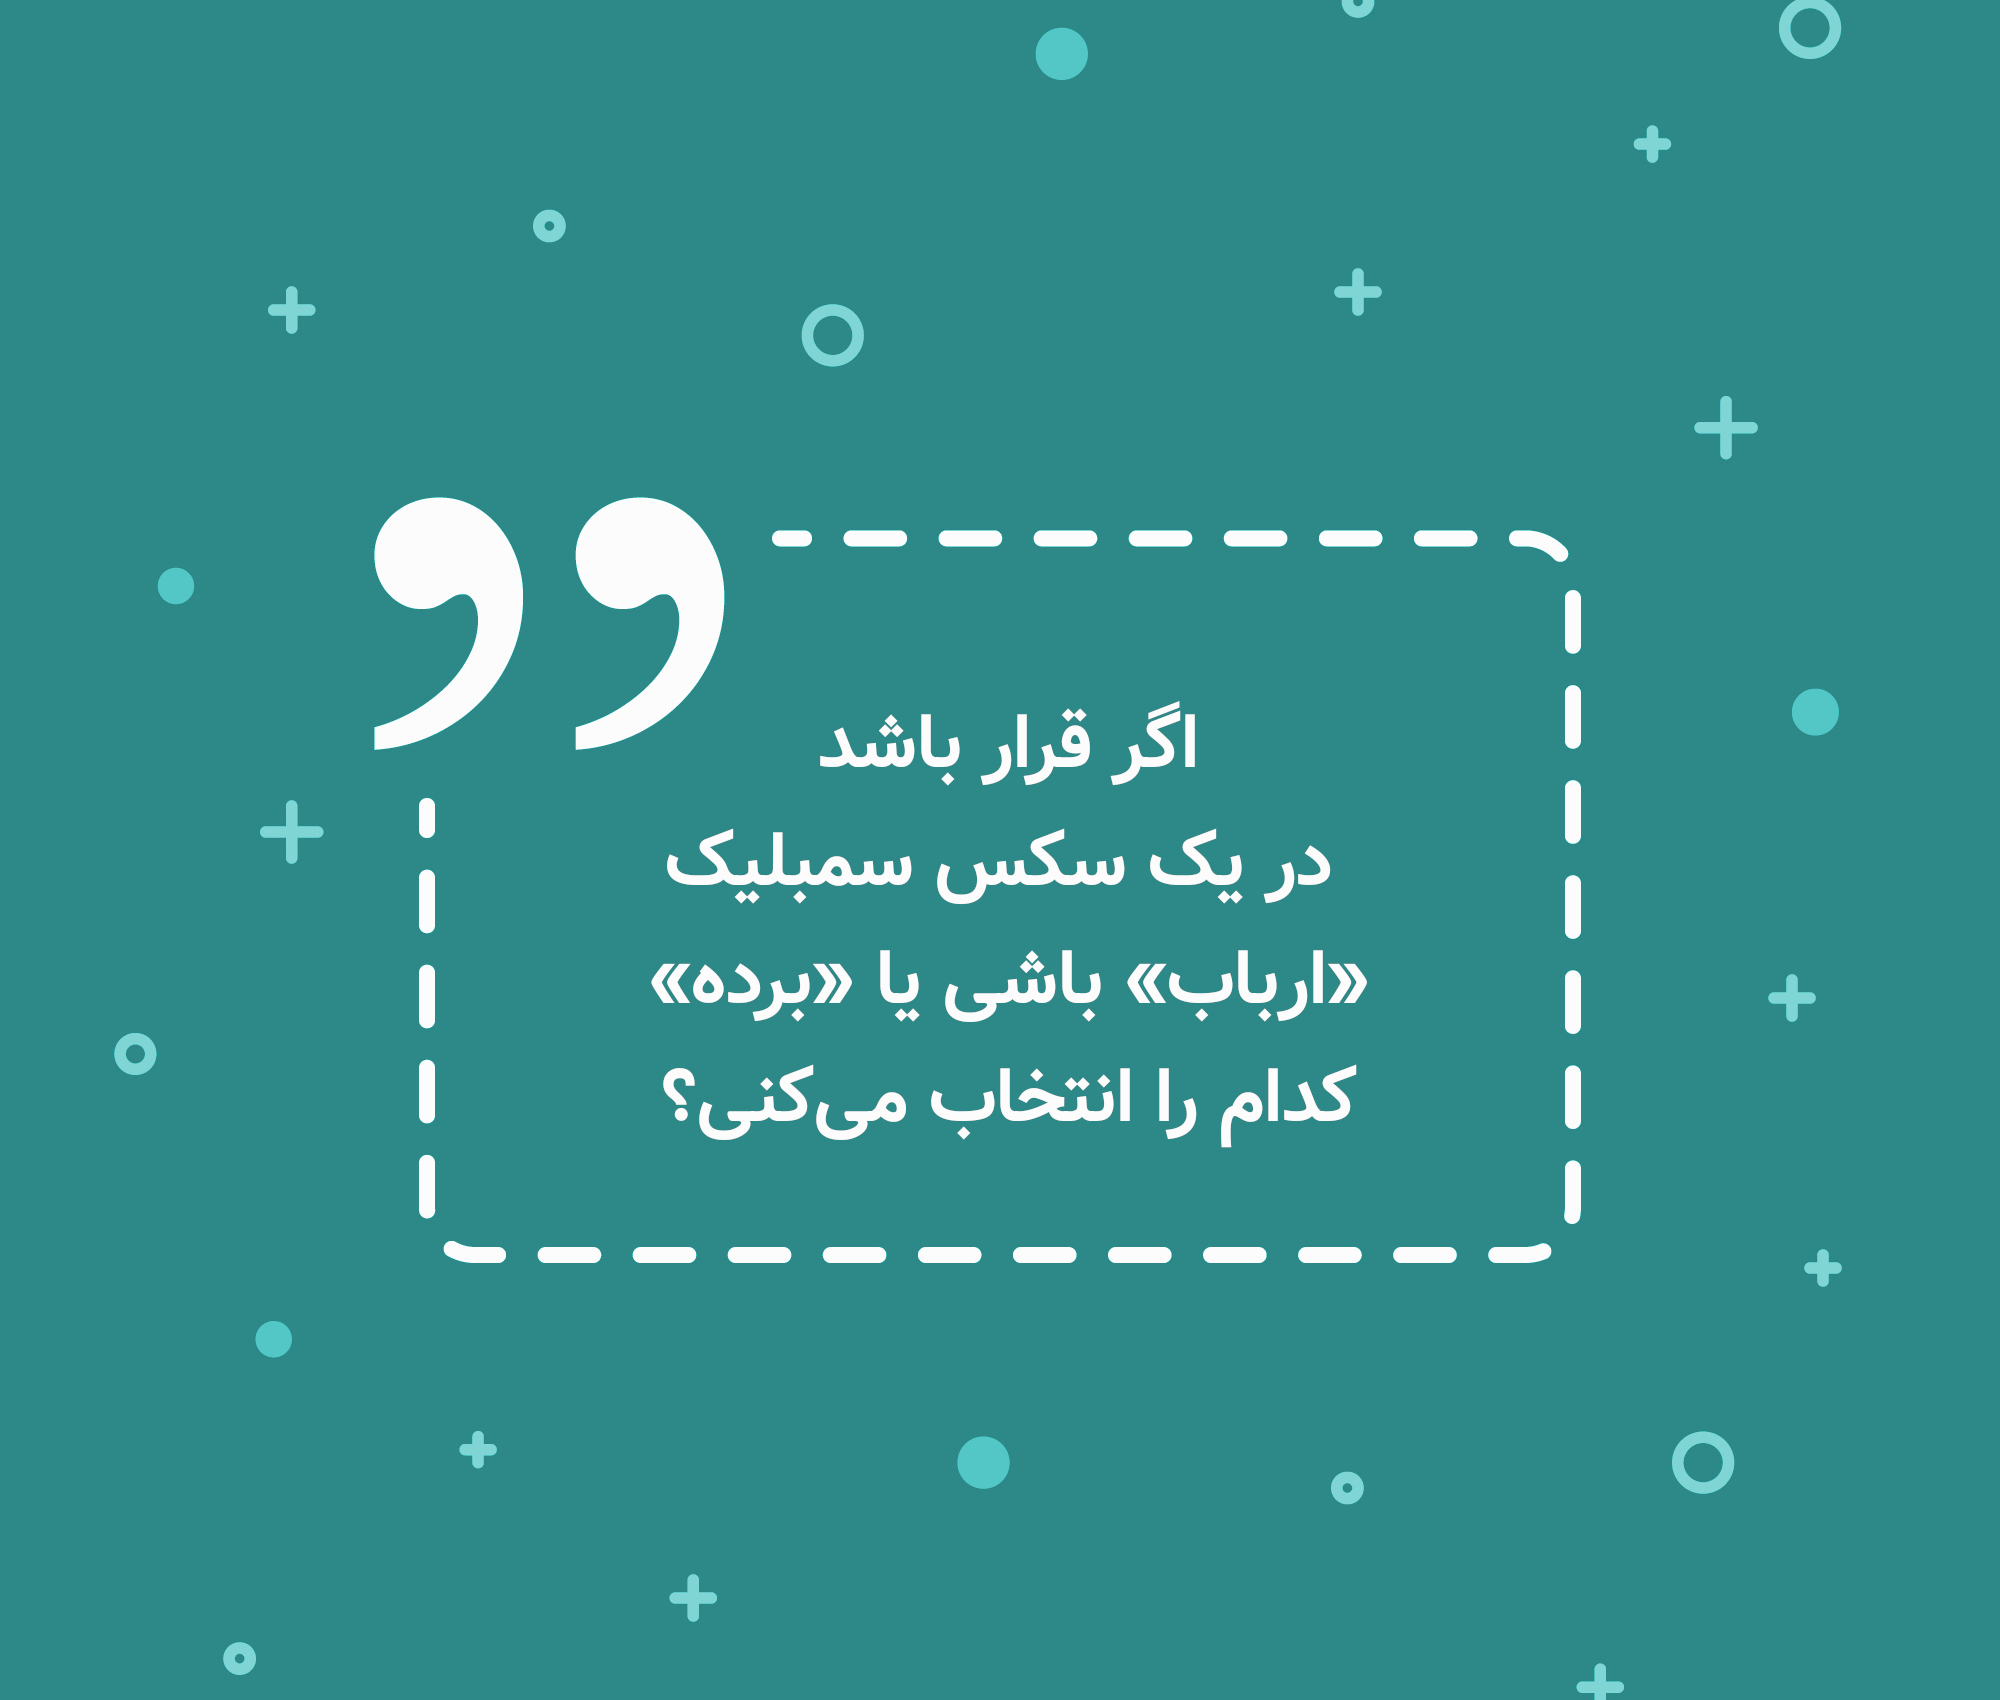 اگر قرار باشد
در یک سکس سمبلیک
«ارباب» باشی یا «برده»
کدام را انتخاب می‌کنی؟